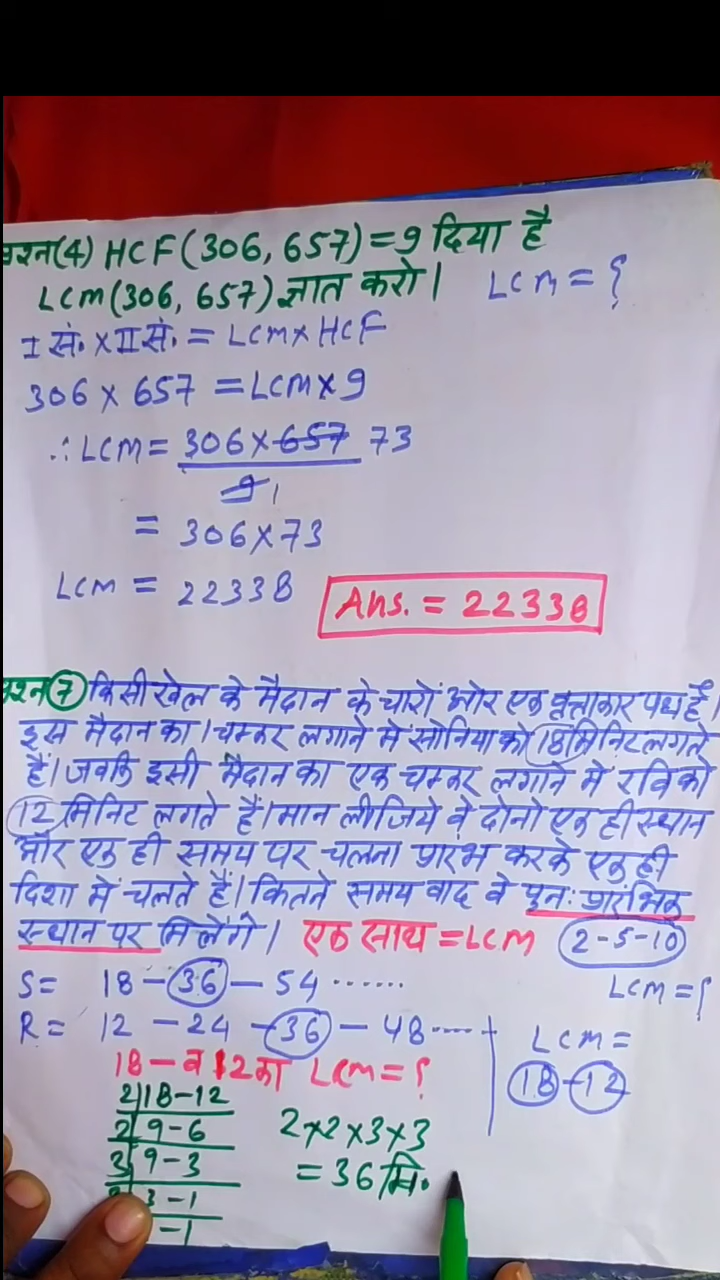 प्रश्न(4) HCF(306, 657)=9 दिया है
LCM(306, 657) ज्ञात करो। LCM = ?
I सं. × II सं. = LCM × HCF
306 × 657 = LCM × 9
∴ LCM = 306 × 657 73
9 1
= 306 × 73
LCM = 22338
Ans. = 22338
प्रश्न 7 किसी खेल के मैदान के चारों ओर एक वृत्ताकार पथ है।
इस मैदान का 1 चक्कर लगाने में सोनिया को 18 मिनिट लगते
है। जबकि इसी मैदान का एक चक्कर लगाने मे रवि को
12 मिनिट लगते है। मान लीजिये वे दोनो एक ही स्थान
और एक ही समय पर चलना प्रारंभ करके एक ही
दिशा में चलते हैं। कितने समय बाद वे पुनः प्रारंभिक
स्थान पर मिलेंगे। एक साथ = LCM 2-5-10
LCM = ?
S= 18 - 36 - 54 ......
R= 12 - 24 - 36 - 48 ....
LCM =
18 - 12
18 - व 12 का LCM = ?
2 18 - 12
2 9 - 6
3 9 - 3
3 - 1
- 1
2×2×3×3
= 36 मि.